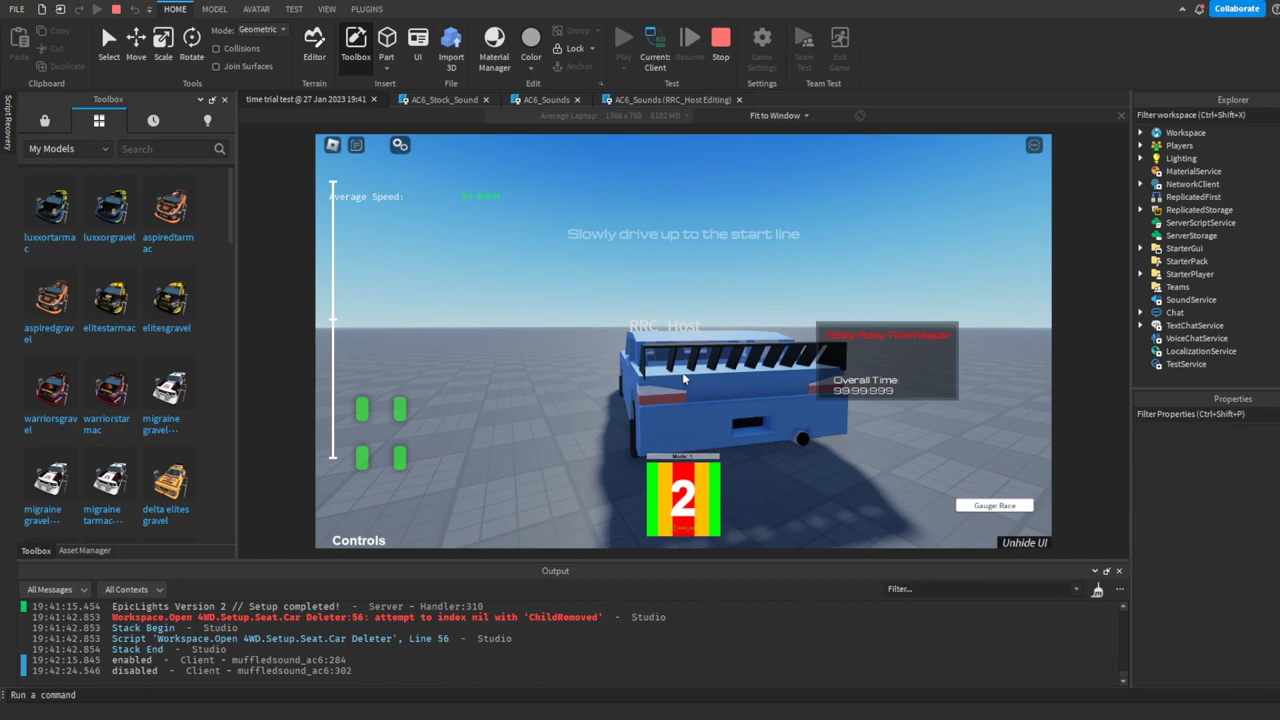 FILE
HOME
MODEL
AVATAR
TEST
VIEW
PLUGINS
Collaborate
Paste
Copy
Cut
Duplicate
Clipboard
Select
Move
Scale
Rotate
Mode:
Geometric
Collisions
Join Surfaces
Tools
Editor
Terrain
Toolbox
Part
UI
Insert
Import
3D
File
Material
Manager
Color
Group
Lock
Anchor
Edit
Play
Current:
Client
Resume
Stop
Test
Game
Settings
Settings
Team
Test
Exit
Game
Team Test
Script Recovery
Toolbox
My Models
Search
luxxortarmac
luxxorgravel
aspiredtarmac
aspiredgravel
elitestarmac
elitesgravel
warriorsgravel
warriorstarmac
migraine gravel···
migraine gravel···
migraine tarmac···
delta elites gravel
Toolbox
Asset Manager
time trial test @ 27 Jan 2023 19:41
AC6_Stock_Sound
AC6_Sounds
AC6_Sounds (RRC_Host Editing)
Average Laptop 1366 x 768 8192 MB
Fit to Window
Average Speed:
Slowly drive up to the start line
RRC_Host
Overall Time:
99:99:999
Mode: 1
2
Gauge: Race
Controls
Unhide UI
Explorer
Filter workspace (Ctrl+Shift+X)
Workspace
Players
Lighting
MaterialService
NetworkClient
ReplicatedFirst
ReplicatedStorage
ServerScriptService
ServerStorage
StarterGui
StarterPack
StarterPlayer
Teams
SoundService
Chat
TextChatService
VoiceChatService
LocalizationService
TestService
Properties
Filter Properties (Ctrl+Shift+P)
Output
All Messages
All Contexts
Filter...
19:41:15.454 EpicLights Version 2 // Setup completed! - Server - Handler:310
19:41:42.853 Workspace.Open 4WD.Setup.Seat.Car Deleter:56: attempt to index nil with 'ChildRemoved' - Studio
19:41:42.853 Stack Begin - Studio
19:41:42.853 Script 'Workspace.Open 4WD.Setup.Seat.Car Deleter', Line 56 - Studio
19:41:42.854 Stack End - Studio
19:42:15.845 enabled - Client - muffledsound_ac6:284
19:42:24.546 disabled - Client - muffledsound_ac6:302
Run a command